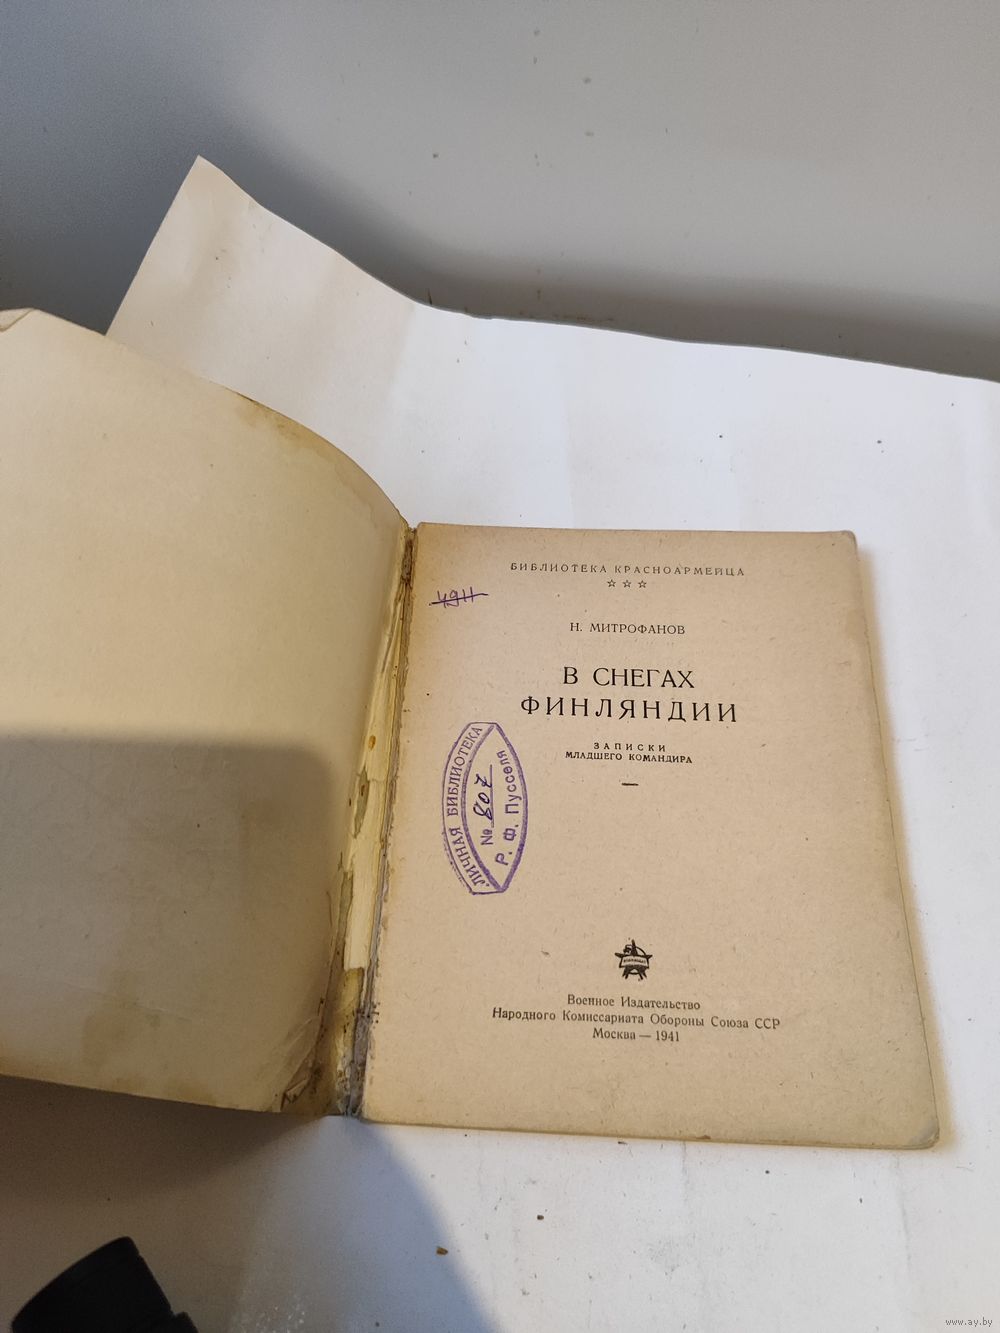 БИБЛИОТЕКА КРАСНОАРМЕЙЦА
☆ ☆ ☆
Н. МИТРОФАНОВ
В СНЕГАХ
ФИНЛЯНДИИ
ЗАПИСКИ
МЛАДШЕГО КОМАНДИРА
ЛИЧНАЯ БИБЛИОТЕКА
№ 807
Р. Ф. Пусселя
Военное Издательство
Народного Комиссариата Обороны Союза ССР
Москва — 1941
www.ay.by